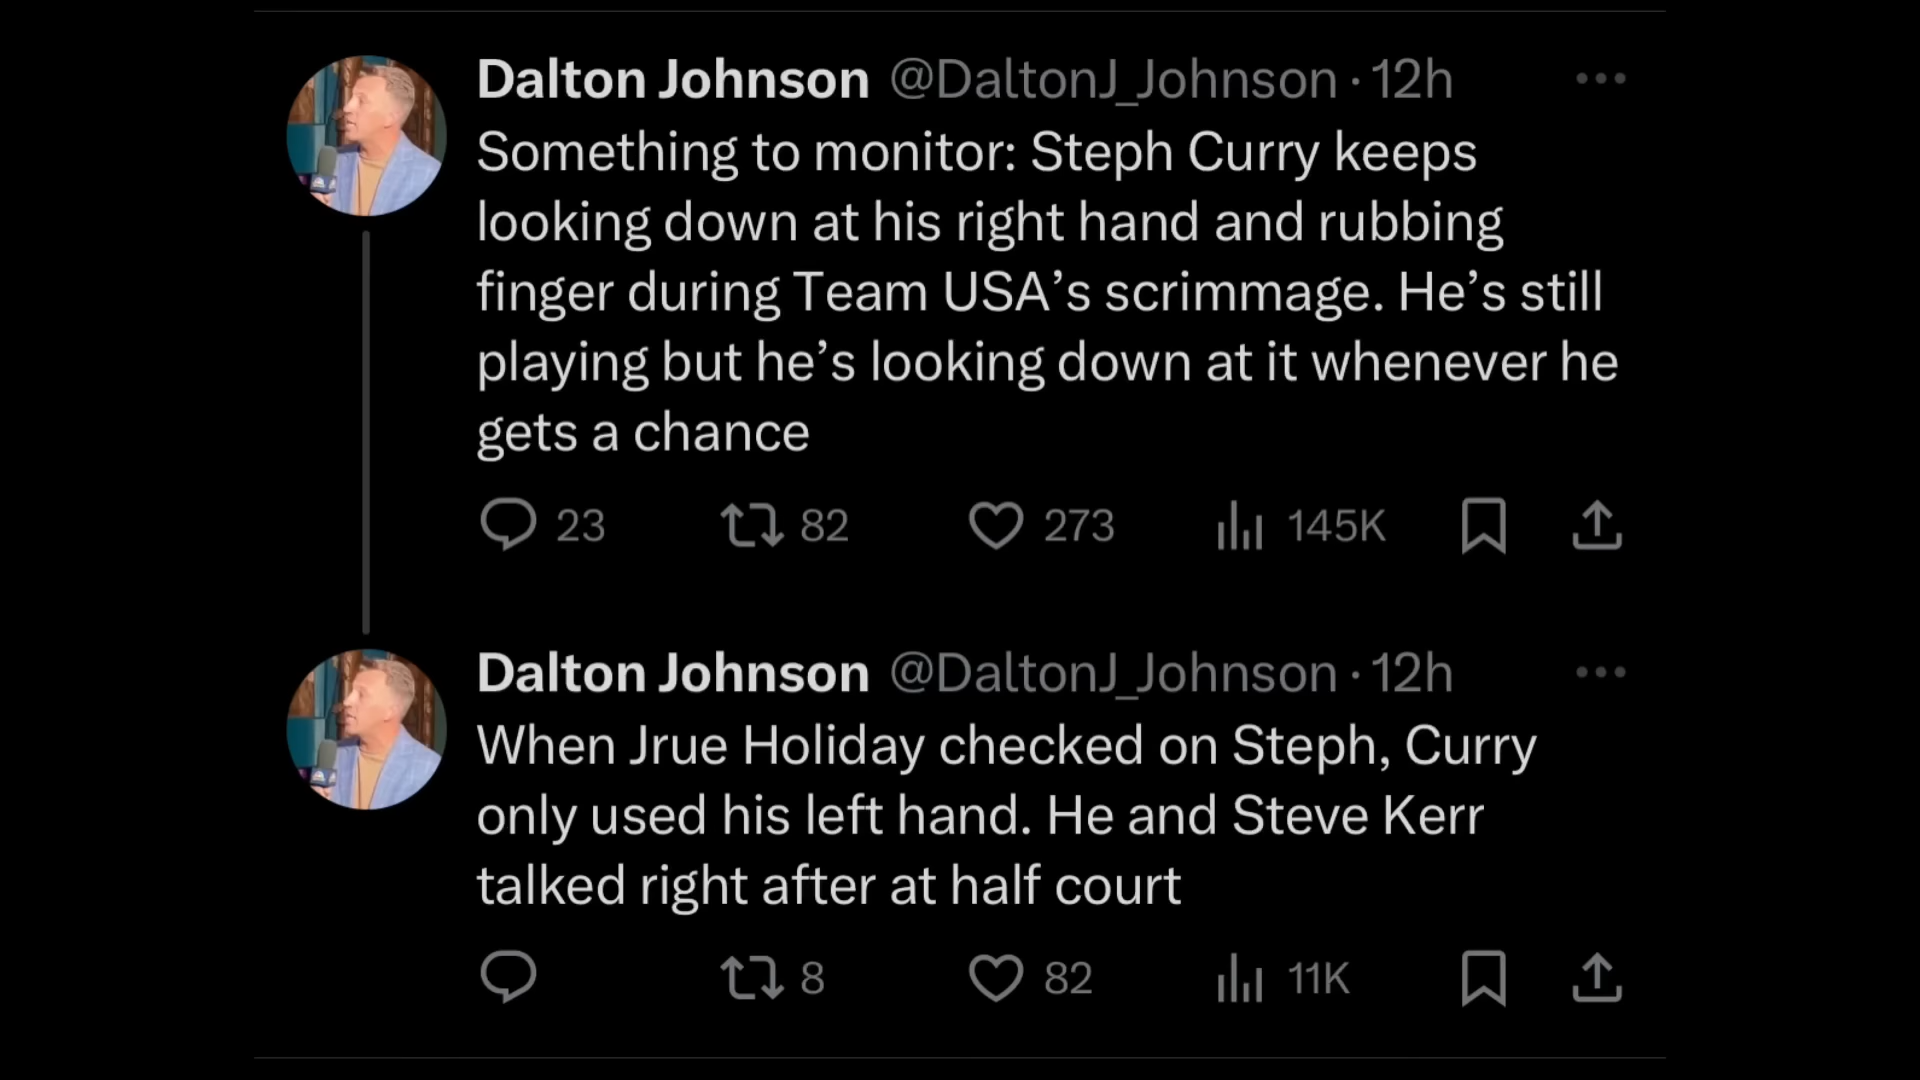 Dalton Johnson @DaltonJ_Johnson · 12h
Something to monitor: Steph Curry keeps
looking down at his right hand and rubbing
finger during Team USA’s scrimmage. He’s still
playing but he’s looking down at it whenever he
gets a chance
23 82 273 145K
Dalton Johnson @DaltonJ_Johnson · 12h
When Jrue Holiday checked on Steph, Curry
only used his left hand. He and Steve Kerr
talked right after at half court
8 82 11K